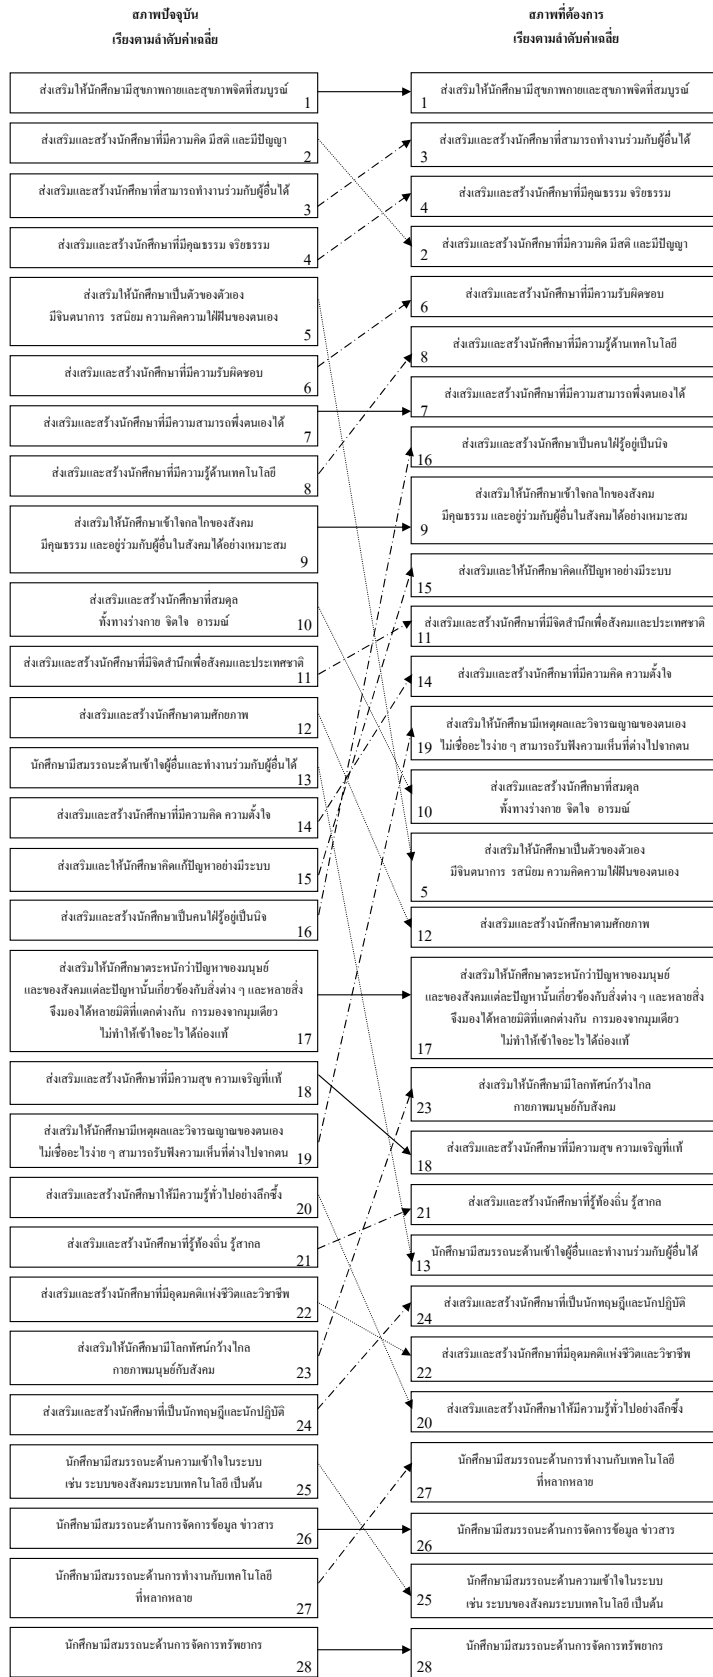 สภาพปัจจุบัน
เรียงตามลำดับค่าเฉลี่ย
ส่งเสริมให้นักศึกษามีสุขภาพกายและสุขภาพจิตที่สมบูรณ์
1
ส่งเสริมและสร้างนักศึกษาที่มีความคิด มีสติ และมีปัญญา
2
ส่งเสริมและสร้างนักศึกษาที่สามารถทำงานร่วมกับผู้อื่นได้
3
ส่งเสริมและสร้างนักศึกษาที่มีคุณธรรม จริยธรรม
4
ส่งเสริมให้นักศึกษาเป็นตัวของตัวเอง
มีจินตนาการ รสนิยม ความคิดความใฝ่ฝันของตนเอง
5
ส่งเสริมและสร้างนักศึกษาที่มีความรับผิดชอบ
6
ส่งเสริมและสร้างนักศึกษาที่มีความสามารถพึ่งตนเองได้
7
ส่งเสริมและสร้างนักศึกษาที่มีความรู้ด้านเทคโนโลยี
8
ส่งเสริมให้นักศึกษาเข้าใจกลไกของสังคม
มีคุณธรรม และอยู่ร่วมกับผู้อื่นในสังคมได้อย่างเหมาะสม
9
ส่งเสริมและสร้างนักศึกษาที่สมดุล
ทั้งทางร่างกาย จิตใจ อารมณ์
10
ส่งเสริมและสร้างนักศึกษาที่มีจิตสำนึกเพื่อสังคมและประเทศชาติ
11
ส่งเสริมและสร้างนักศึกษาตามศักยภาพ
12
นักศึกษามีสมรรถนะด้านเข้าใจผู้อื่นและทำงานร่วมกับผู้อื่นได้
13
ส่งเสริมและสร้างนักศึกษาที่มีความคิด ความตั้งใจ
14
ส่งเสริมและให้นักศึกษาคิดแก้ปัญหาอย่างมีระบบ
15
ส่งเสริมและสร้างนักศึกษาเป็นคนใฝ่รู้อยู่เป็นนิจ
16
ส่งเสริมให้นักศึกษาตระหนักว่าปัญหาของมนุษย์
และของสังคมแต่ละปัญหานั้นเกี่ยวข้องกับสิ่งต่าง ๆ และหลายสิ่ง
จึงมองได้หลายมิติที่แตกต่างกัน การมองจากมุมเดียว
ไม่ทำให้เข้าใจอะไรได้ถ่องแท้
17
ส่งเสริมและสร้างนักศึกษาที่มีความสุข ความเจริญที่แท้
18
ส่งเสริมให้นักศึกษามีเหตุผลและวิจารณญาณของตนเอง
ไม่เชื่ออะไรง่าย ๆ สามารถรับฟังความเห็นที่ต่างไปจากตน
19
ส่งเสริมและสร้างนักศึกษาให้มีความรู้ทั่วไปอย่างลึกซึ้ง
20
ส่งเสริมและสร้างนักศึกษาที่รู้ท้องถิ่น รู้สากล
21
ส่งเสริมและสร้างนักศึกษาที่มีอุดมคติแห่งชีวิตและวิชาชีพ
22
ส่งเสริมให้นักศึกษามีโลกทัศน์กว้างไกล
กายภาพมนุษย์กับสังคม
23
ส่งเสริมและสร้างนักศึกษาที่เป็นนักทฤษฎีและนักปฏิบัติ
24
นักศึกษามีสมรรถนะด้านความเข้าใจในระบบ
เช่น ระบบของสังคมระบบเทคโนโลยี เป็นต้น
25
นักศึกษามีสมรรถนะด้านการจัดการข้อมูล ข่าวสาร
26
นักศึกษามีสมรรถนะด้านการทำงานกับเทคโนโลยี
ที่หลากหลาย
27
นักศึกษามีสมรรถนะด้านการจัดการทรัพยากร
28
สภาพที่ต้องการ
เรียงตามลำดับค่าเฉลี่ย
ส่งเสริมให้นักศึกษามีสุขภาพกายและสุขภาพจิตที่สมบูรณ์
1
ส่งเสริมและสร้างนักศึกษาที่สามารถทำงานร่วมกับผู้อื่นได้
3
ส่งเสริมและสร้างนักศึกษาที่มีคุณธรรม จริยธรรม
4
ส่งเสริมและสร้างนักศึกษาที่มีความคิด มีสติ และมีปัญญา
2
ส่งเสริมและสร้างนักศึกษาที่มีความรับผิดชอบ
6
ส่งเสริมและสร้างนักศึกษาที่มีความรู้ด้านเทคโนโลยี
8
ส่งเสริมและสร้างนักศึกษาที่มีความสามารถพึ่งตนเองได้
7
ส่งเสริมและสร้างนักศึกษาเป็นคนใฝ่รู้อยู่เป็นนิจ
16
ส่งเสริมให้นักศึกษาเข้าใจกลไกของสังคม
มีคุณธรรม และอยู่ร่วมกับผู้อื่นในสังคมได้อย่างเหมาะสม
9
ส่งเสริมและให้นักศึกษาคิดแก้ปัญหาอย่างมีระบบ
15
ส่งเสริมและสร้างนักศึกษาที่มีจิตสำนึกเพื่อสังคมและประเทศชาติ
11
ส่งเสริมและสร้างนักศึกษาที่มีความคิด ความตั้งใจ
14
ส่งเสริมให้นักศึกษามีเหตุผลและวิจารณญาณของตนเอง
ไม่เชื่ออะไรง่าย ๆ สามารถรับฟังความเห็นที่ต่างไปจากตน
19
ส่งเสริมและสร้างนักศึกษาที่สมดุล
ทั้งทางร่างกาย จิตใจ อารมณ์
10
ส่งเสริมให้นักศึกษาเป็นตัวของตัวเอง
มีจินตนาการ รสนิยม ความคิดความใฝ่ฝันของตนเอง
5
ส่งเสริมและสร้างนักศึกษาตามศักยภาพ
12
ส่งเสริมให้นักศึกษาตระหนักว่าปัญหาของมนุษย์
และของสังคมแต่ละปัญหานั้นเกี่ยวข้องกับสิ่งต่าง ๆ และหลายสิ่ง
จึงมองได้หลายมิติที่แตกต่างกัน การมองจากมุมเดียว
ไม่ทำให้เข้าใจอะไรได้ถ่องแท้
17
ส่งเสริมให้นักศึกษามีโลกทัศน์กว้างไกล
กายภาพมนุษย์กับสังคม
23
ส่งเสริมและสร้างนักศึกษาที่มีความสุข ความเจริญที่แท้
18
ส่งเสริมและสร้างนักศึกษาที่รู้ท้องถิ่น รู้สากล
21
นักศึกษามีสมรรถนะด้านเข้าใจผู้อื่นและทำงานร่วมกับผู้อื่นได้
13
ส่งเสริมและสร้างนักศึกษาที่เป็นนักทฤษฎีและนักปฏิบัติ
24
ส่งเสริมและสร้างนักศึกษาที่มีอุดมคติแห่งชีวิตและวิชาชีพ
22
ส่งเสริมและสร้างนักศึกษาให้มีความรู้ทั่วไปอย่างลึกซึ้ง
20
นักศึกษามีสมรรถนะด้านการทำงานกับเทคโนโลยี
ที่หลากหลาย
27
นักศึกษามีสมรรถนะด้านการจัดการข้อมูล ข่าวสาร
26
นักศึกษามีสมรรถนะด้านความเข้าใจในระบบ
เช่น ระบบของสังคมระบบเทคโนโลยี เป็นต้น
25
นักศึกษามีสมรรถนะด้านการจัดการทรัพยากร
28